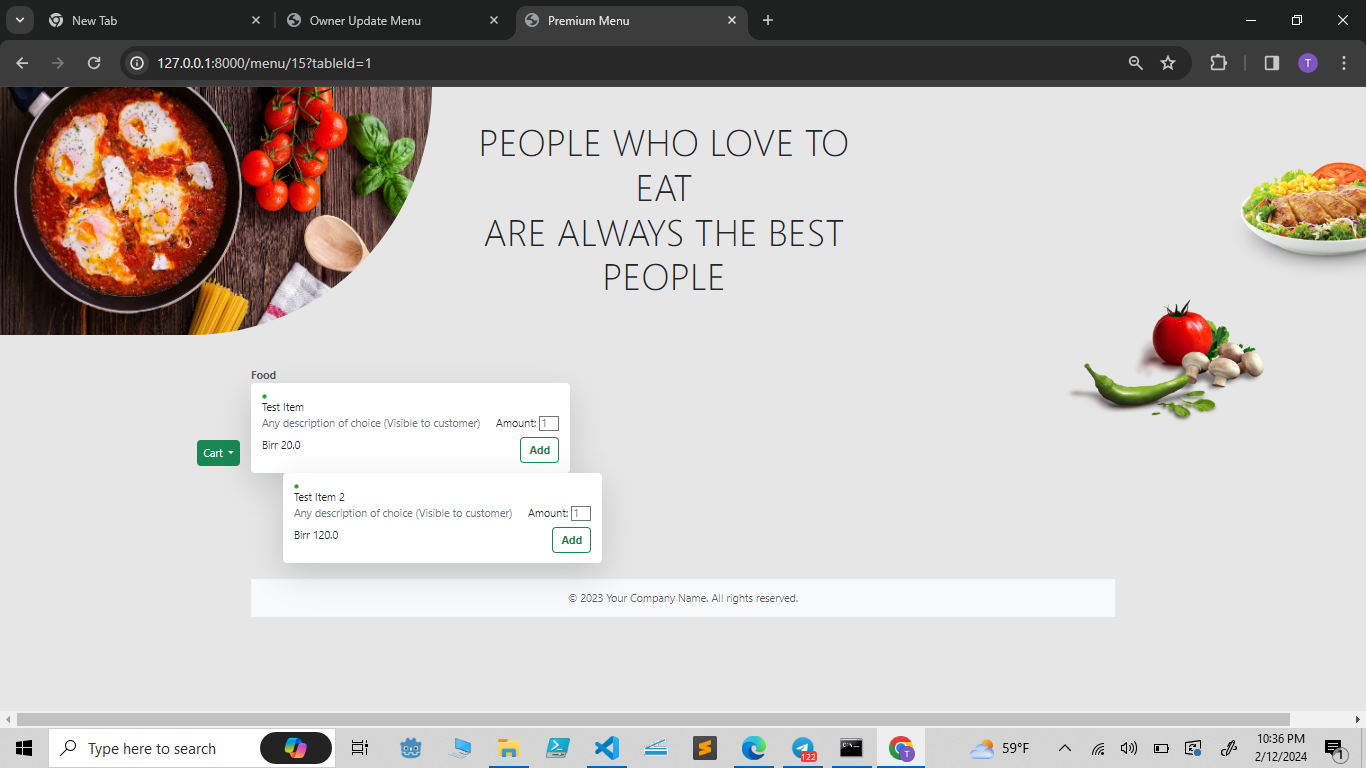 New Tab
Owner Update Menu
Premium Menu
127.0.0.1:8000/menu/15?tableId=1
T
PEOPLE WHO LOVE TO
EAT
ARE ALWAYS THE BEST
PEOPLE
Food
Test Item
Any description of choice (Visible to customer) Amount: 1
Birr 20.0 Add
Cart
Test Item 2
Any description of choice (Visible to customer) Amount: 1
Birr 120.0 Add
© 2023 Your Company Name. All rights reserved.
Type here to search
122
T
59°F
10:36 PM
2/12/2024
1